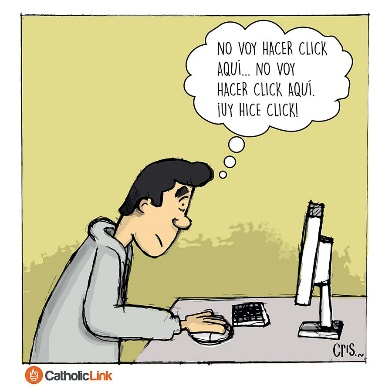 NO VOY HACER CLICK
AQUÍ... NO VOY
HACER CLICK AQUÍ.
¡UY HICE CLICK!
CRIS.~
CatholicLink